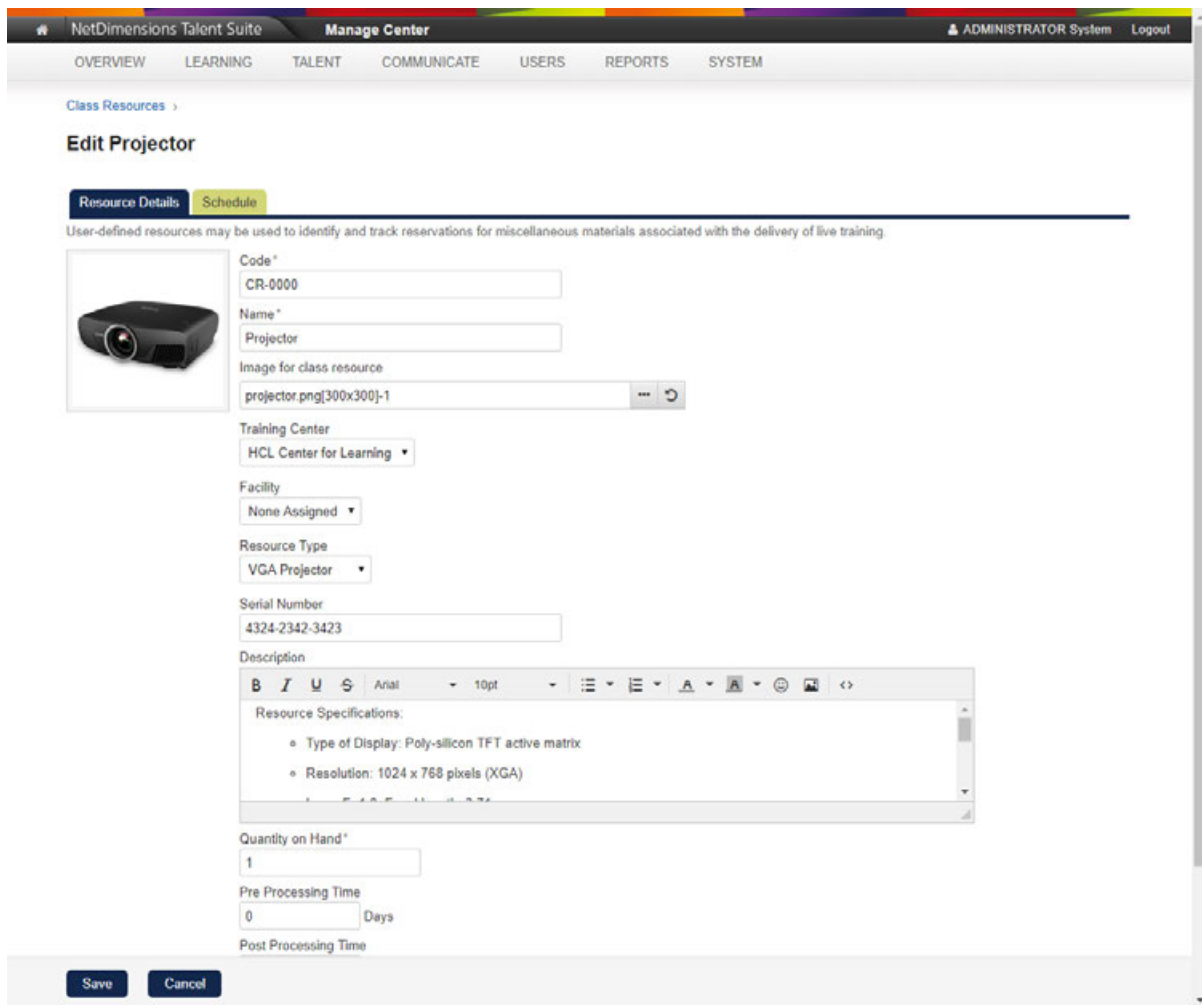 NetDimensions Talent Suite Manage Center ADMINISTRATOR System Logout
OVERVIEW LEARNING TALENT COMMUNICATE USERS REPORTS SYSTEM
Class Resources ›
Edit Projector
Resource Details Schedule
User-defined resources may be used to identify and track reservations for miscellaneous materials associated with the delivery of live training.
Code*
CR-0000
Name*
Projector
Image for class resource
projector.png[300x300]-1
Training Center
HCL Center for Learning
Facility
None Assigned
Resource Type
VGA Projector
Serial Number
4324-2342-3423
Description
B I U S Arial 10pt A A
Resource Specifications:
Type of Display: Poly-silicon TFT active matrix
Resolution: 1024 x 768 pixels (XGA)
Quantity on Hand*
1
Pre Processing Time
0 Days
Post Processing Time
Save Cancel